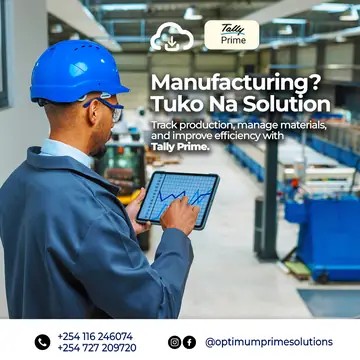 Tally
Prime
Manufacturing?
Tuko Na Solution
Track production, manage materials,
and improve efficiency with
Tally Prime.
+254 116 246074
+254 727 209720
@optimumprimesolutions